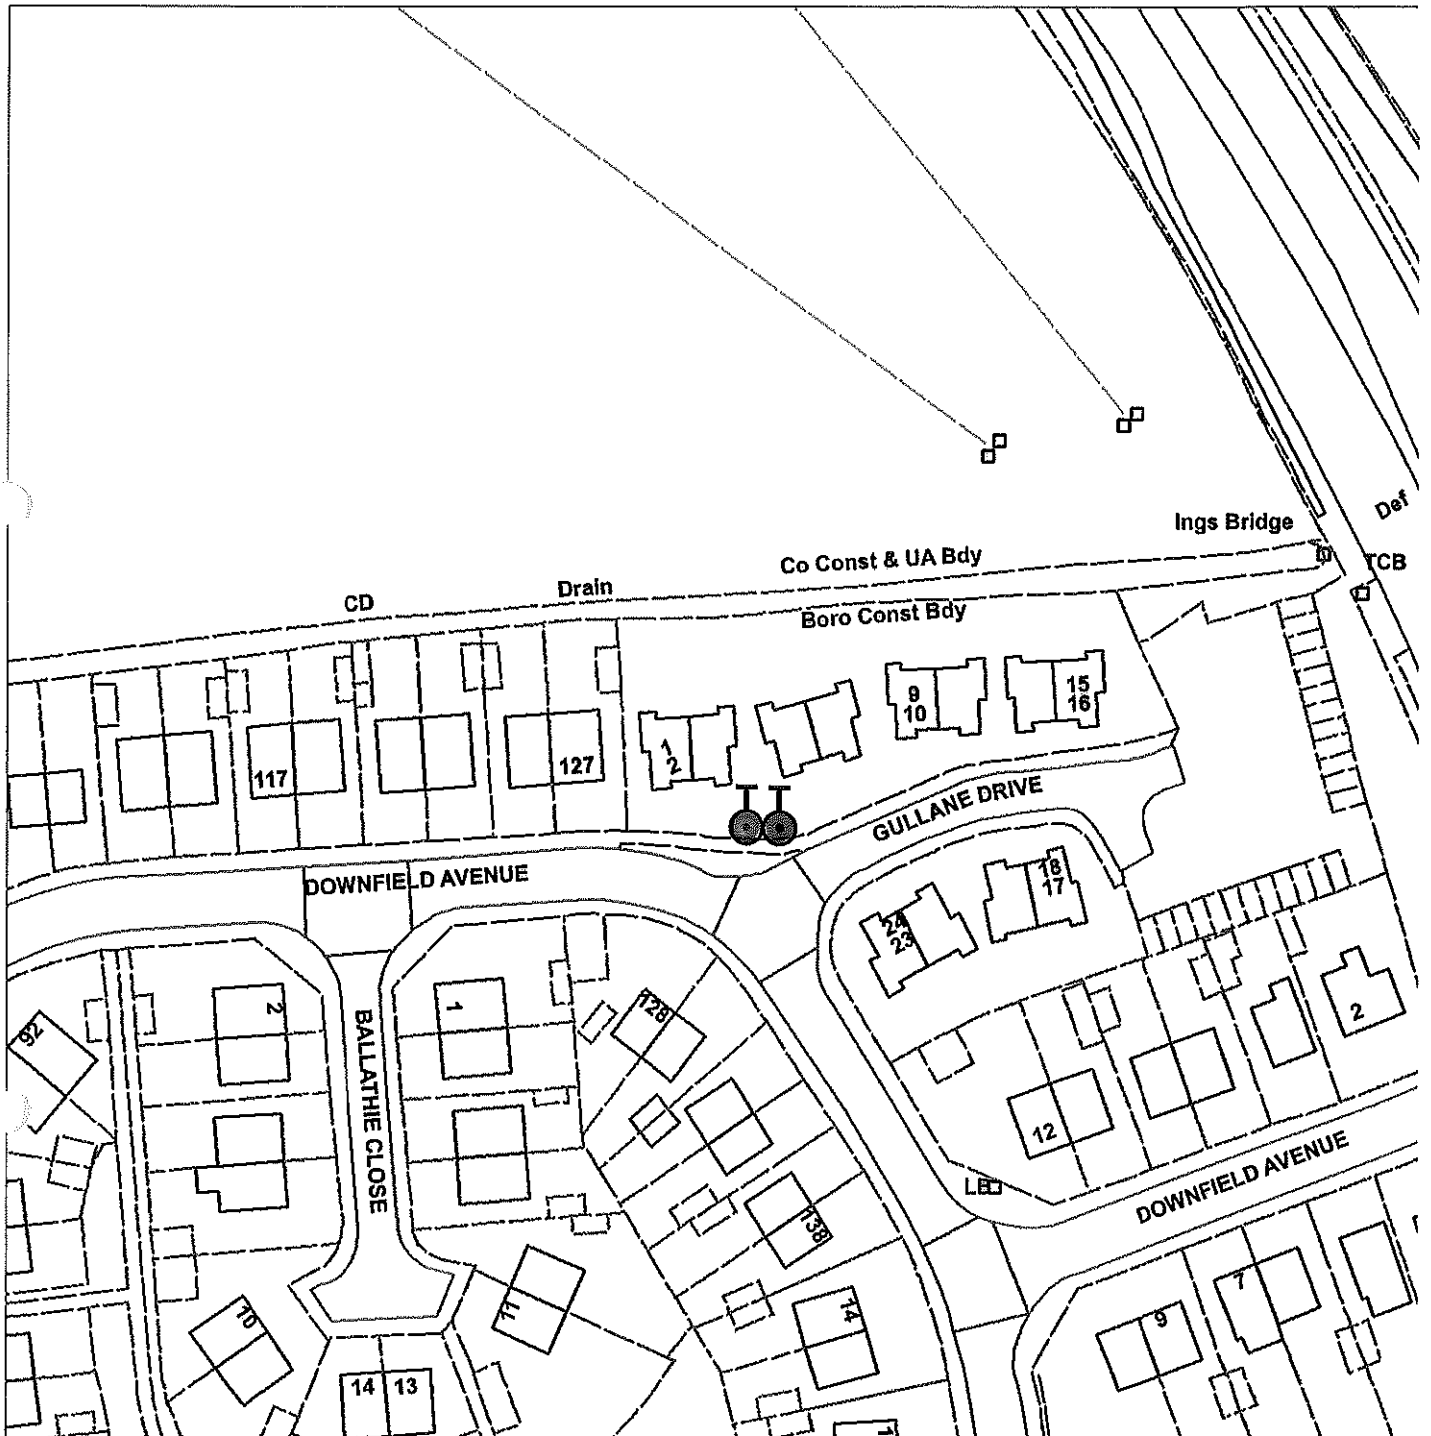 Def
Ings Bridge
TCB
Co Const & UA Bdy
Drain
CD
Boro Const Bdy
9
10
15
16
1
2
117
127
GULLANE DRIVE
DOWNFIELD AVENUE
18
17
24
23
92
2
1
128
BALLATHIE CLOSE
2
12
LB
DOWNFIELD AVENUE
138
10
11
14
7
9
14
13